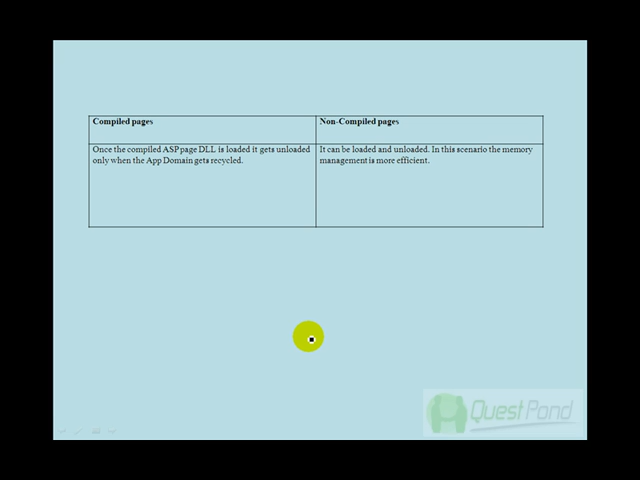 Compiled pages
Non-Compiled pages
Once the compiled ASP page DLL is loaded it gets unloaded
only when the App Domain gets recycled.
It can be loaded and unloaded. In this scenario the memory
management is more efficient.
QuestPond